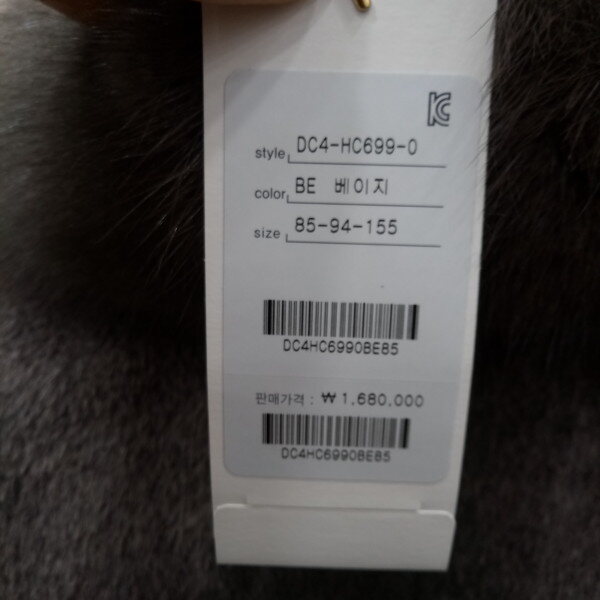 KC
style DC4-HC699-0
color BE 베이지
size 85-94-155
DC4HC6990BE85
판매가격 : ₩ 1,680,000
DC4HC6990BE85